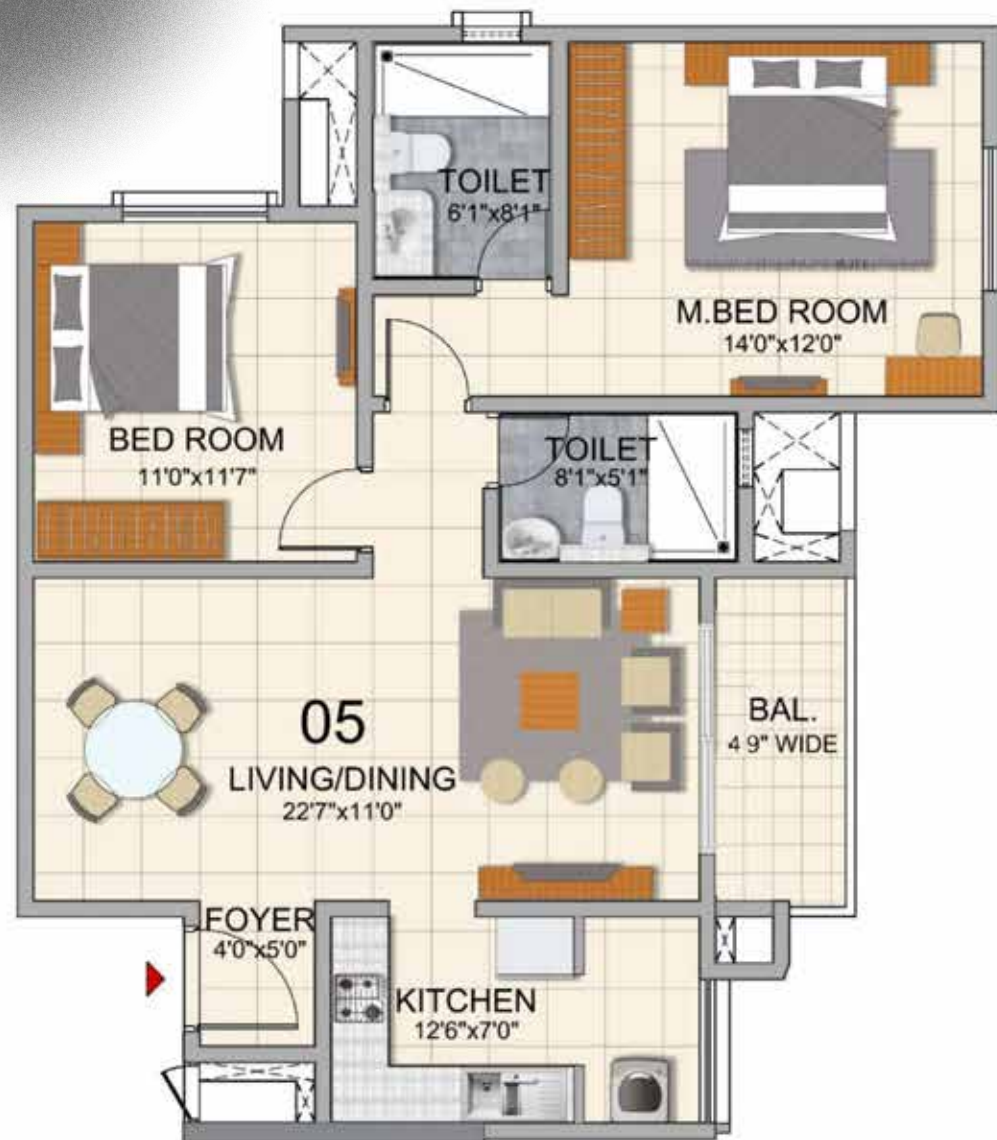 TOILET
6'1"x8'1"
M.BED ROOM
14'0"x12'0"
BED ROOM
11'0"x11'7"
TOILET
8'1"x5'1"
05
LIVING/DINING
22'7"x11'0"
BAL.
4 9" WIDE
FOYER
4'0"x5'0"
KITCHEN
12'6"x7'0"